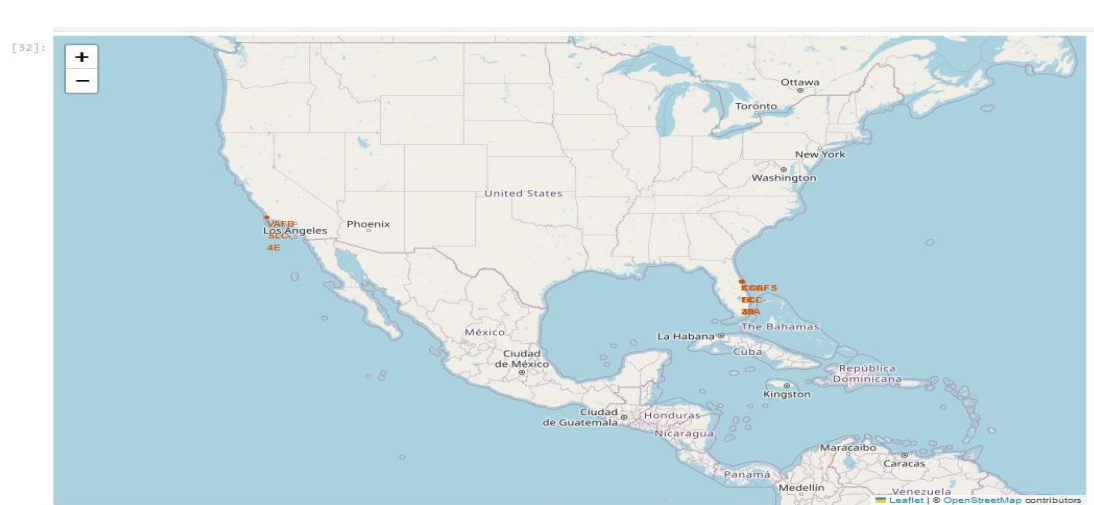 [32]:
+
−
Ottawa
Toronto
New York
Washington
United States
VAFB
Los Angeles
SLC-
4E
Phoenix
The Bahamas
La Habana
Cuba
México
Ciudad
de México
República
Dominicana
Kingston
Ciudad
de Guatemala
Honduras
Nicaragua
Maracaibo
Caracas
Panamá
Medellín
Venezuela
Leaflet | © OpenStreetMap contributors